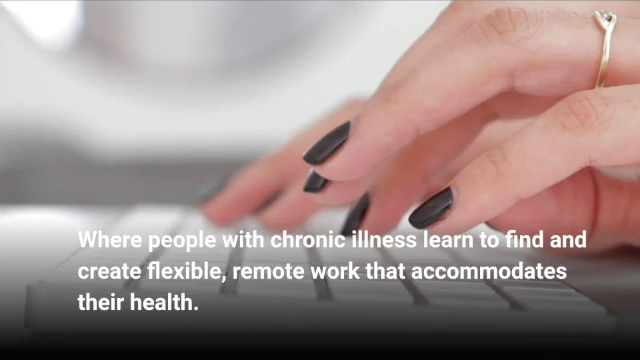 Where people with chronic illness learn to find and
create flexible, remote work that accommodates
their health.